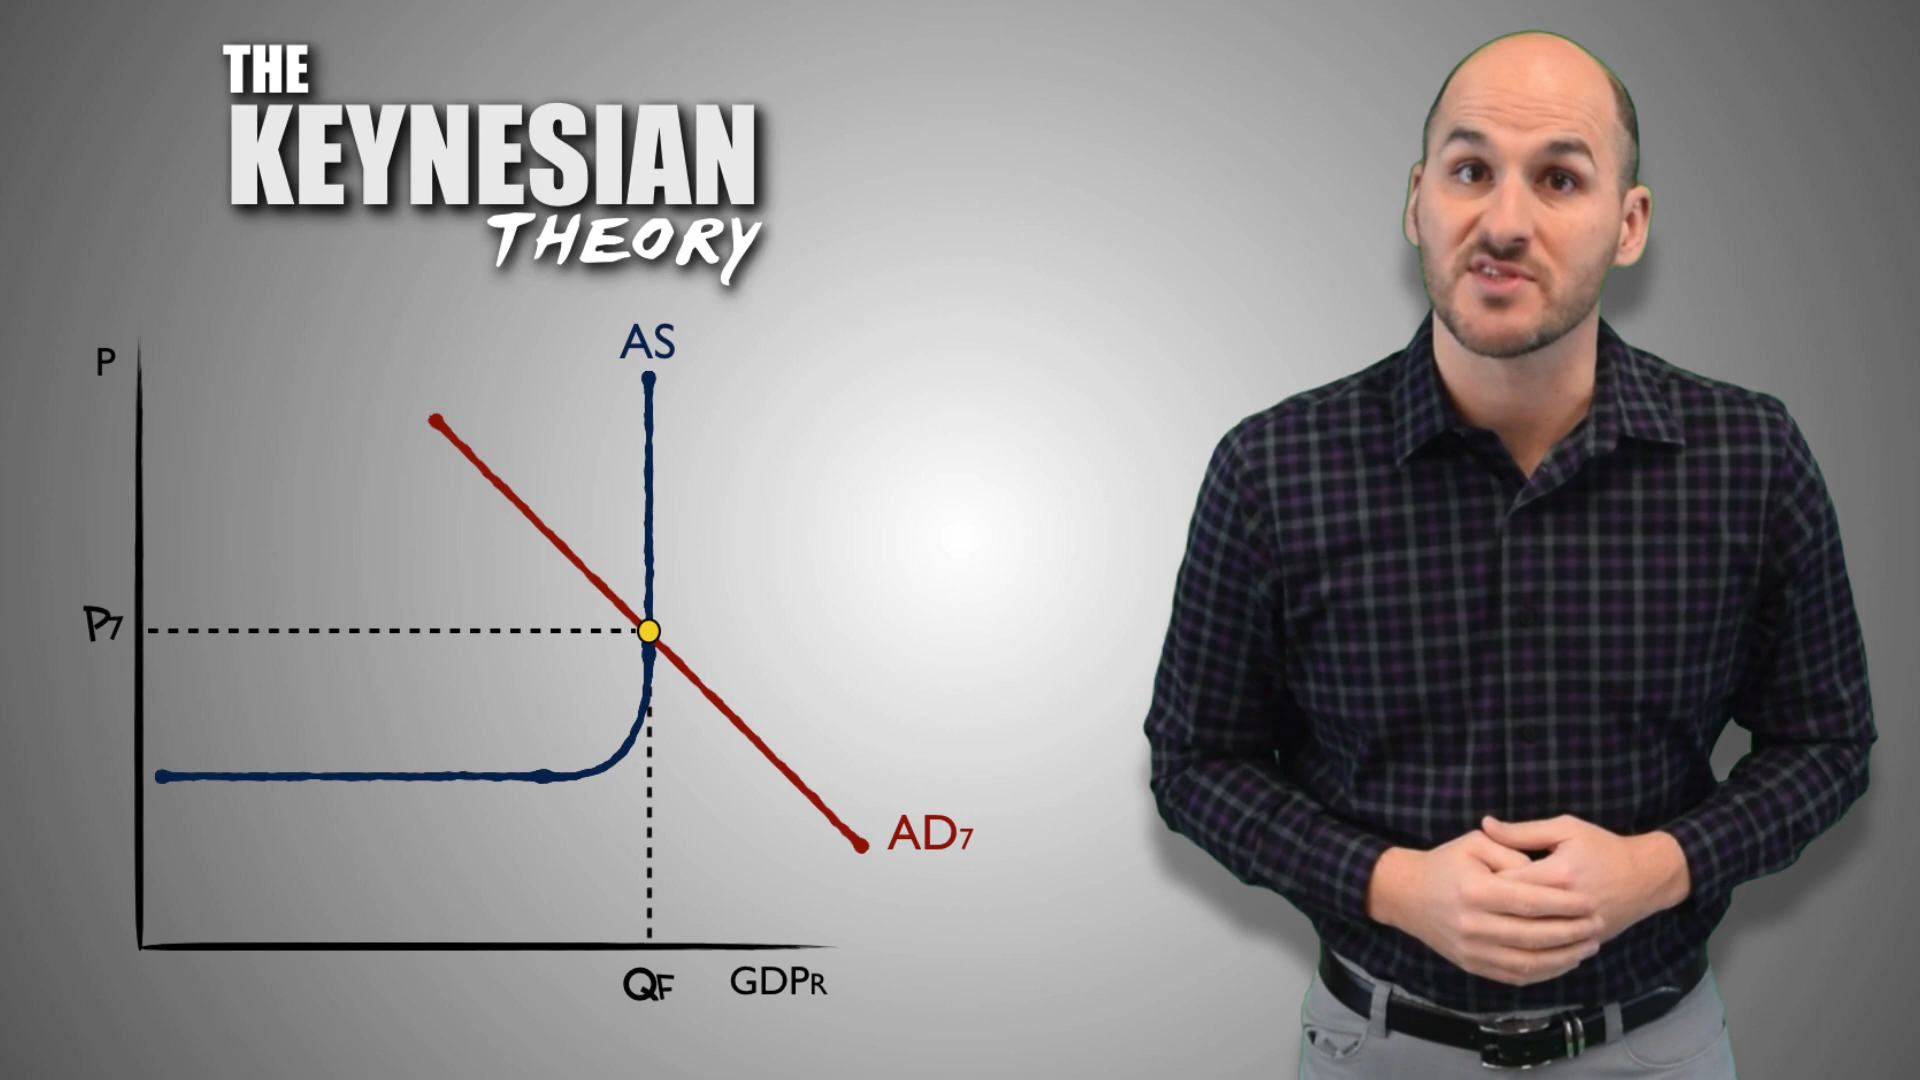 THE
KEYNESIAN
THEORY
P
AS
P7
AD7
QF
GDPR